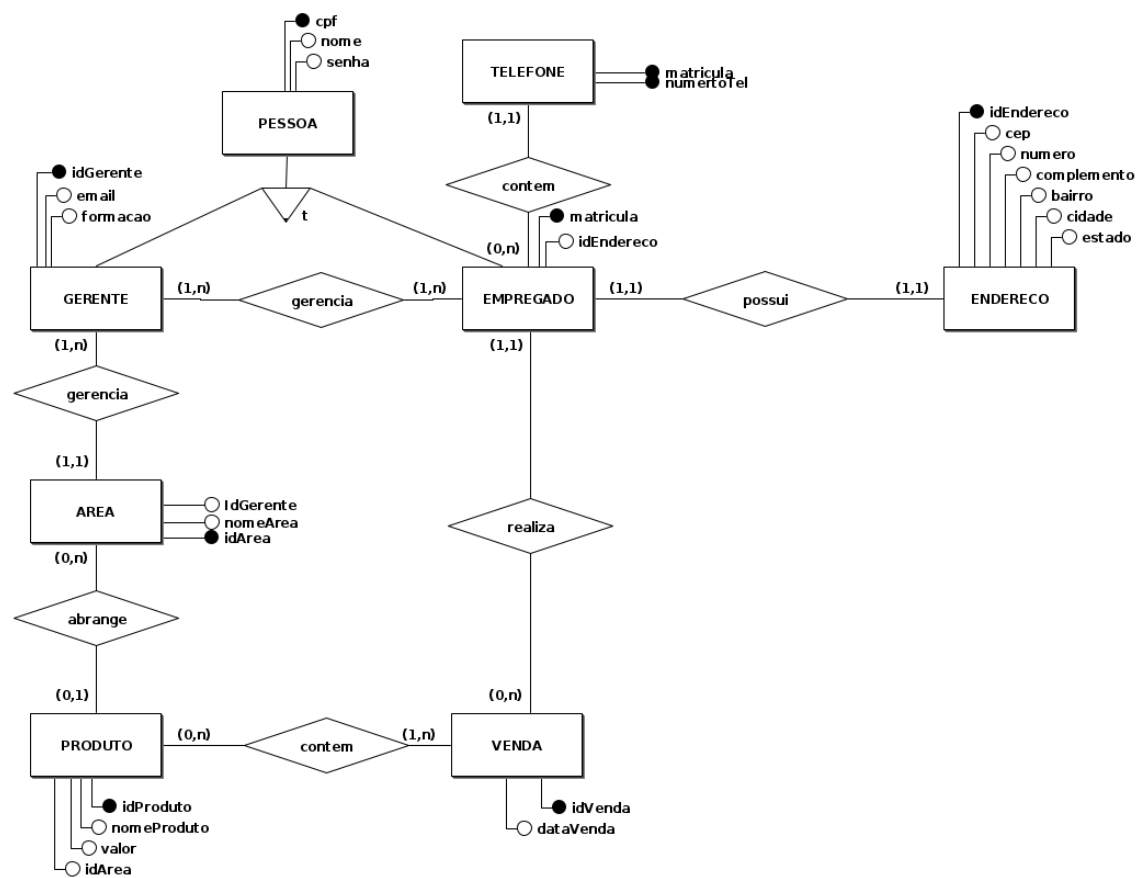 cpf
nome
senha
PESSOA
TELEFONE
matricula
numertoTel
(1,1)
contem
(0,n)
idGerente
email
formacao
t
matricula
idEndereco
idEndereco
cep
numero
complemento
bairro
cidade
estado
GERENTE
(1,n)
gerencia
(1,n)
EMPREGADO
(1,1)
possui
(1,1)
ENDERECO
(1,n)
gerencia
(1,1)
(1,1)
AREA
IdGerente
nomeArea
idArea
realiza
(0,n)
abrange
(0,1)
(0,n)
PRODUTO
(0,n)
contem
(1,n)
VENDA
idProduto
nomeProduto
valor
idArea
idVenda
dataVenda